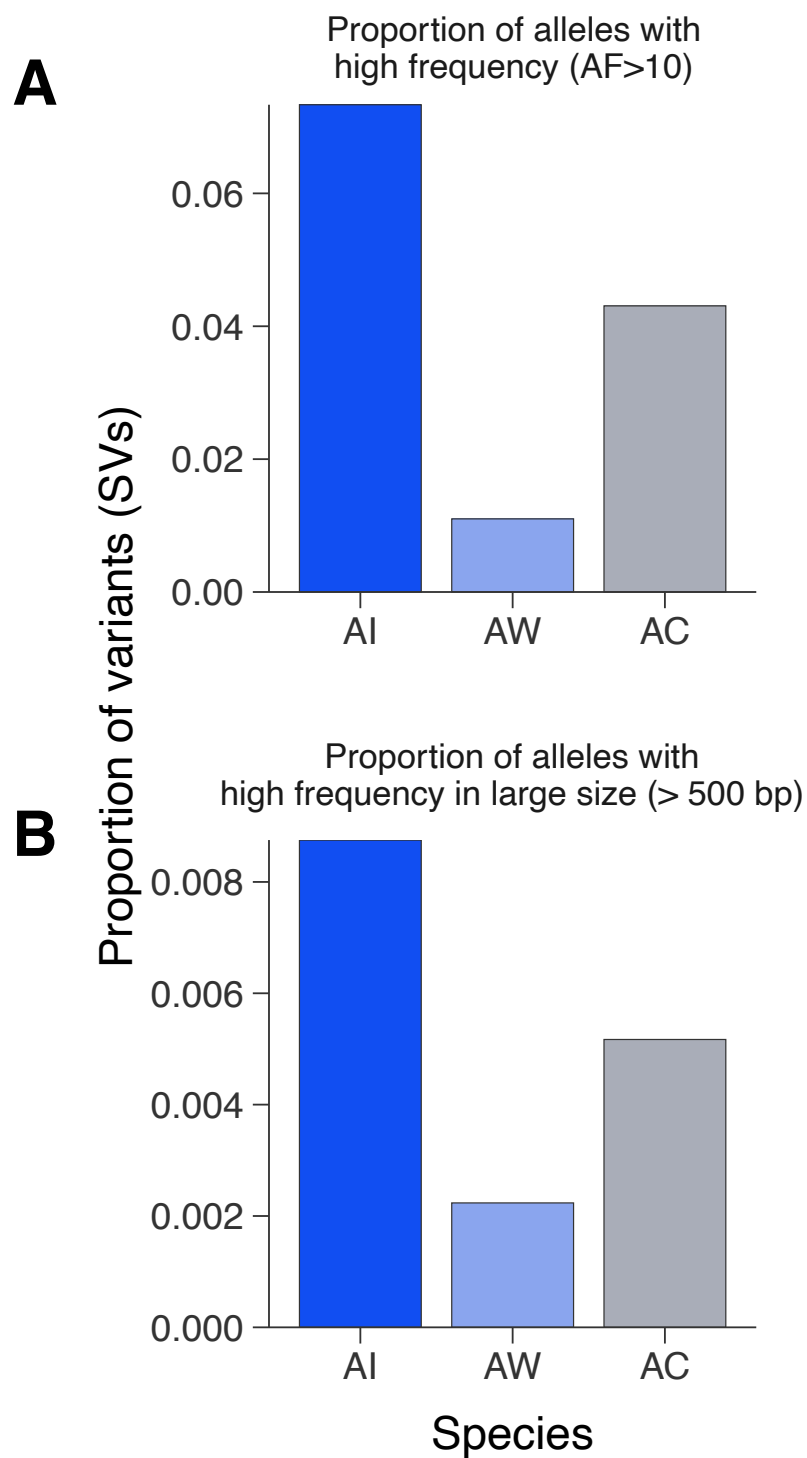 A
Proportion of alleles with
high frequency (AF>10)
0.06
0.04
0.02
0.00
AI AW AC
Proportion of variants (SVs)
B
Proportion of alleles with
high frequency in large size (> 500 bp)
0.008
0.006
0.004
0.002
0.000
AI AW AC
Species